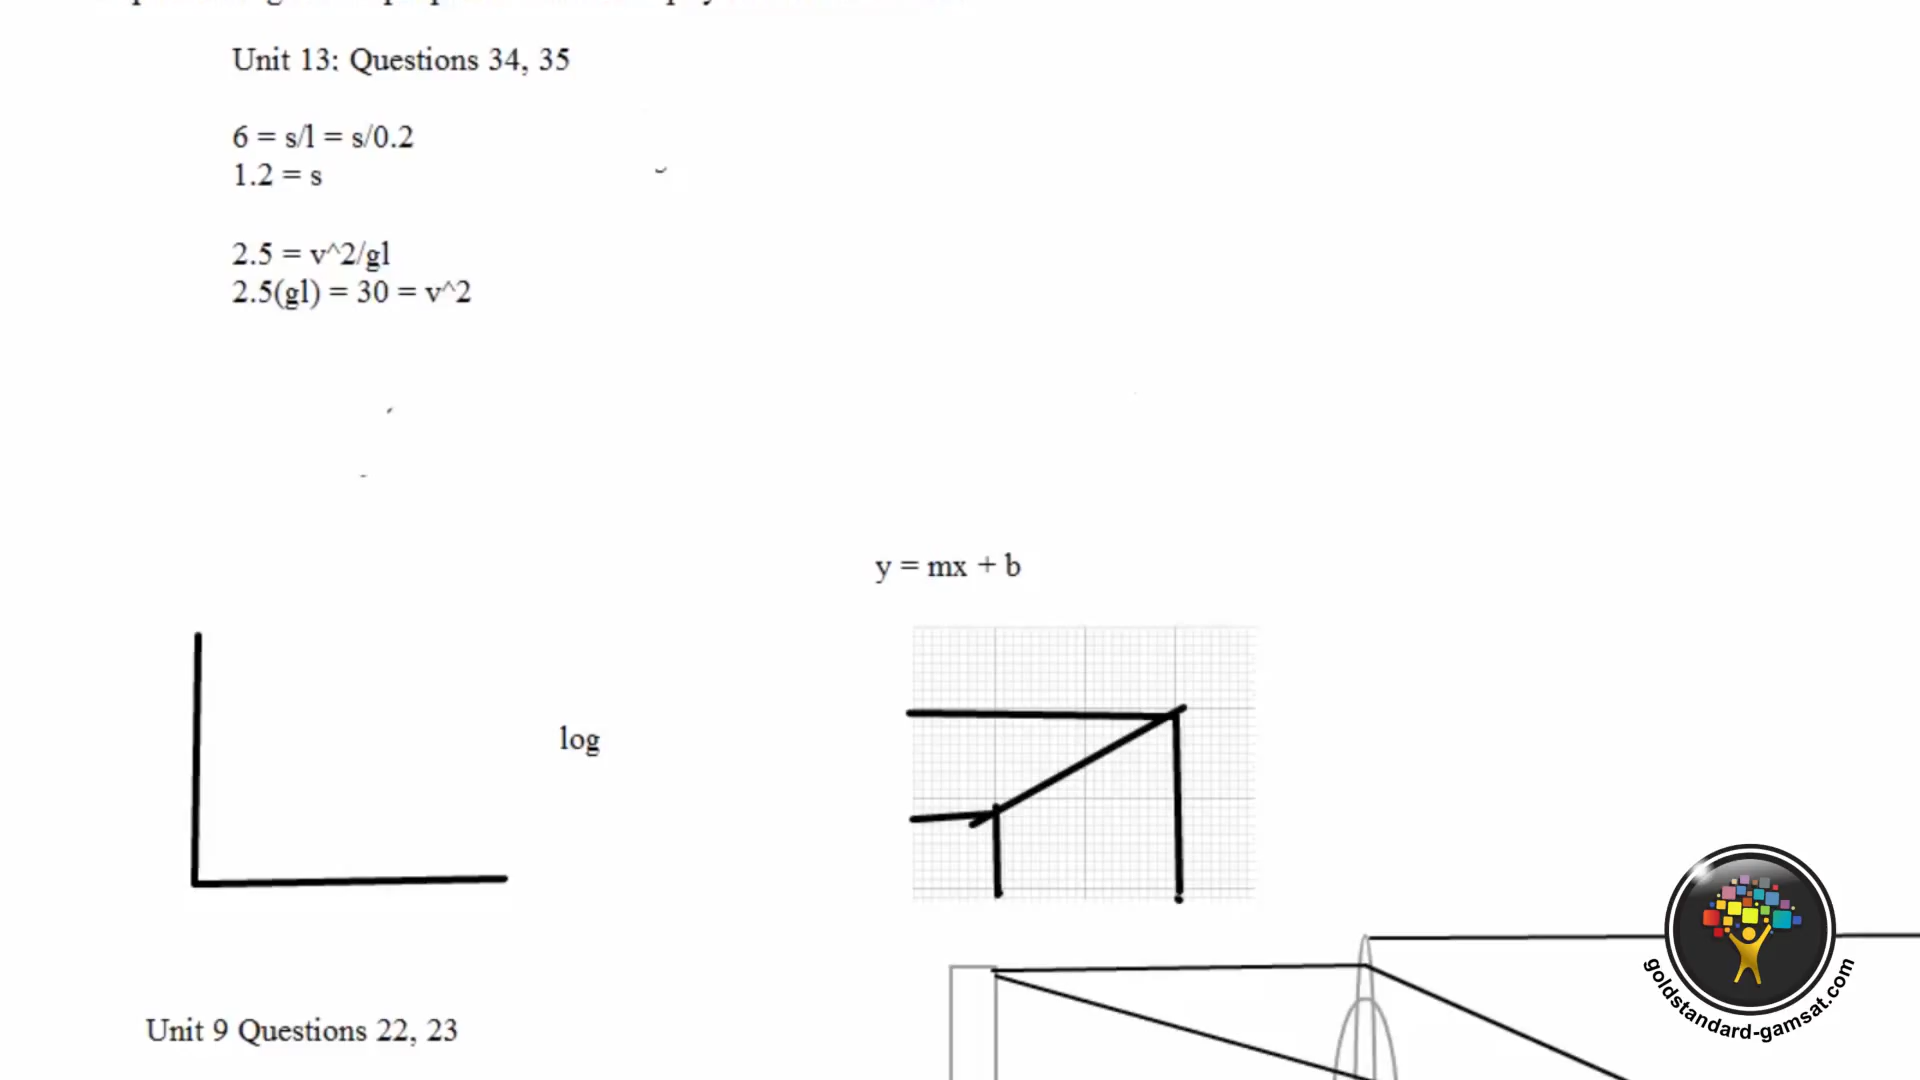 Unit 13: Questions 34, 35
6 = s/l = s/0.2
1.2 = s
2.5 = v^2/gl
2.5(gl) = 30 = v^2
y = mx + b
log
Unit 9 Questions 22, 23
goldstandard-gamsat.com